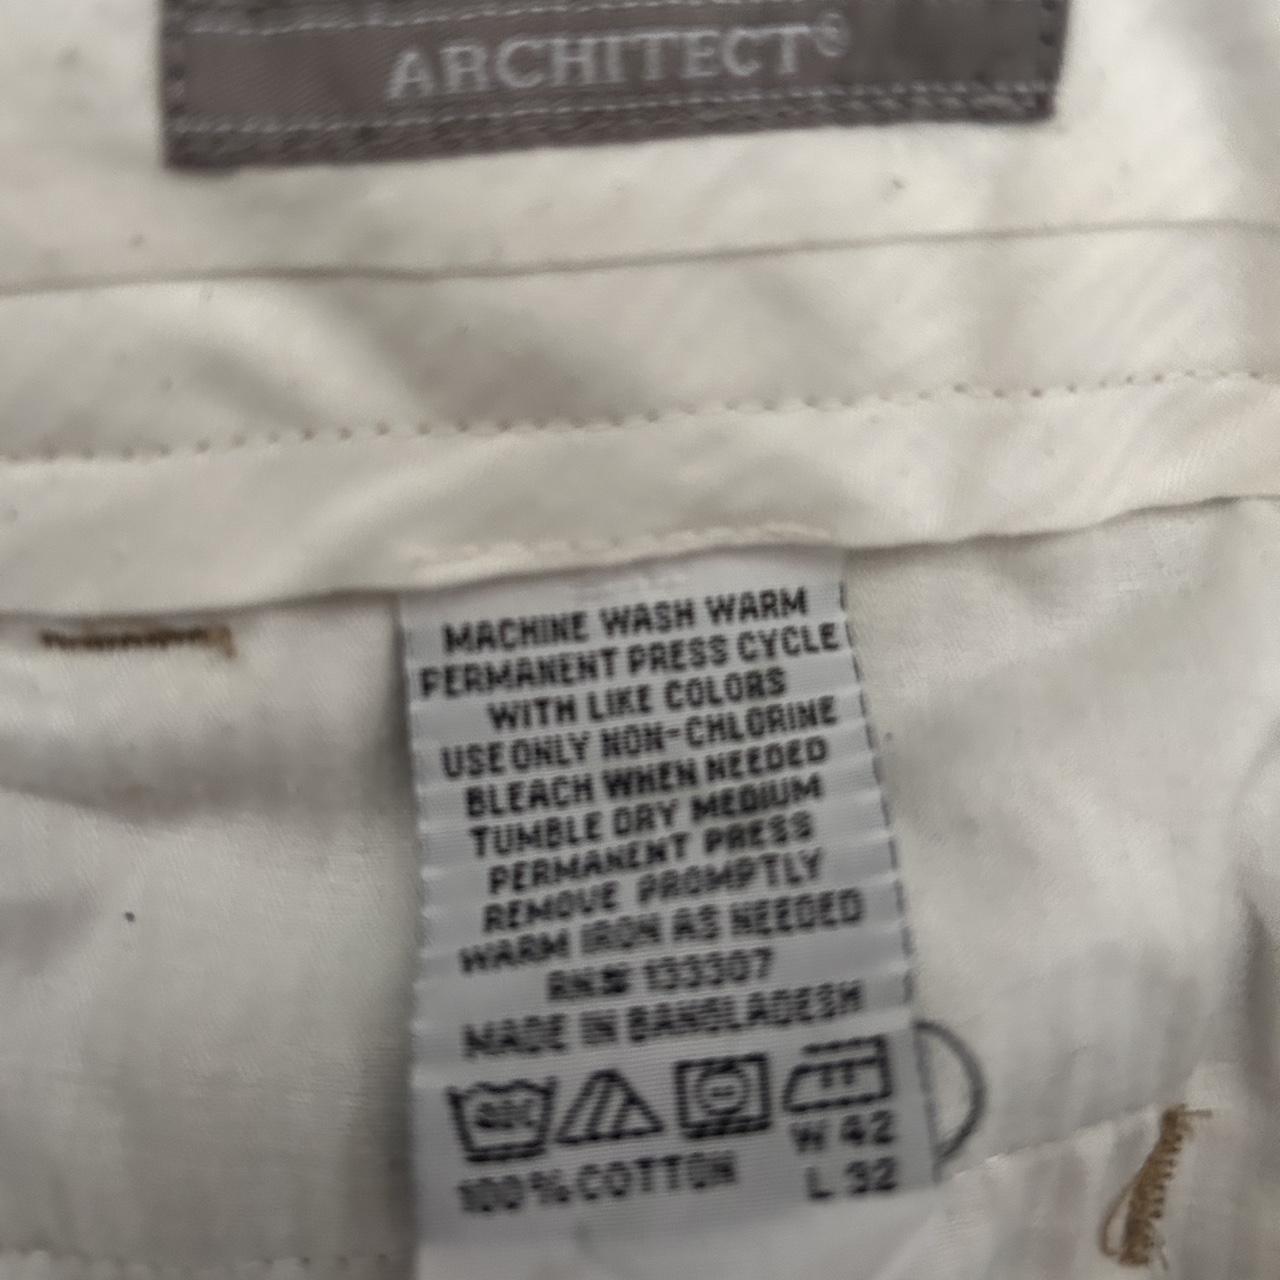 ARCHITECT®
MACHINE WASH WARM
PERMANENT PRESS CYCLE
WITH LIKE COLORS
USE ONLY NON-CHLORINE
BLEACH WHEN NEEDED
TUMBLE DRY MEDIUM
PERMANENT PRESS
REMOVE PROMPTLY
WARM IRON AS NEEDED
RN# 133307
MADE IN BANGLADESH
40C
W 42
100% COTTON
L 32